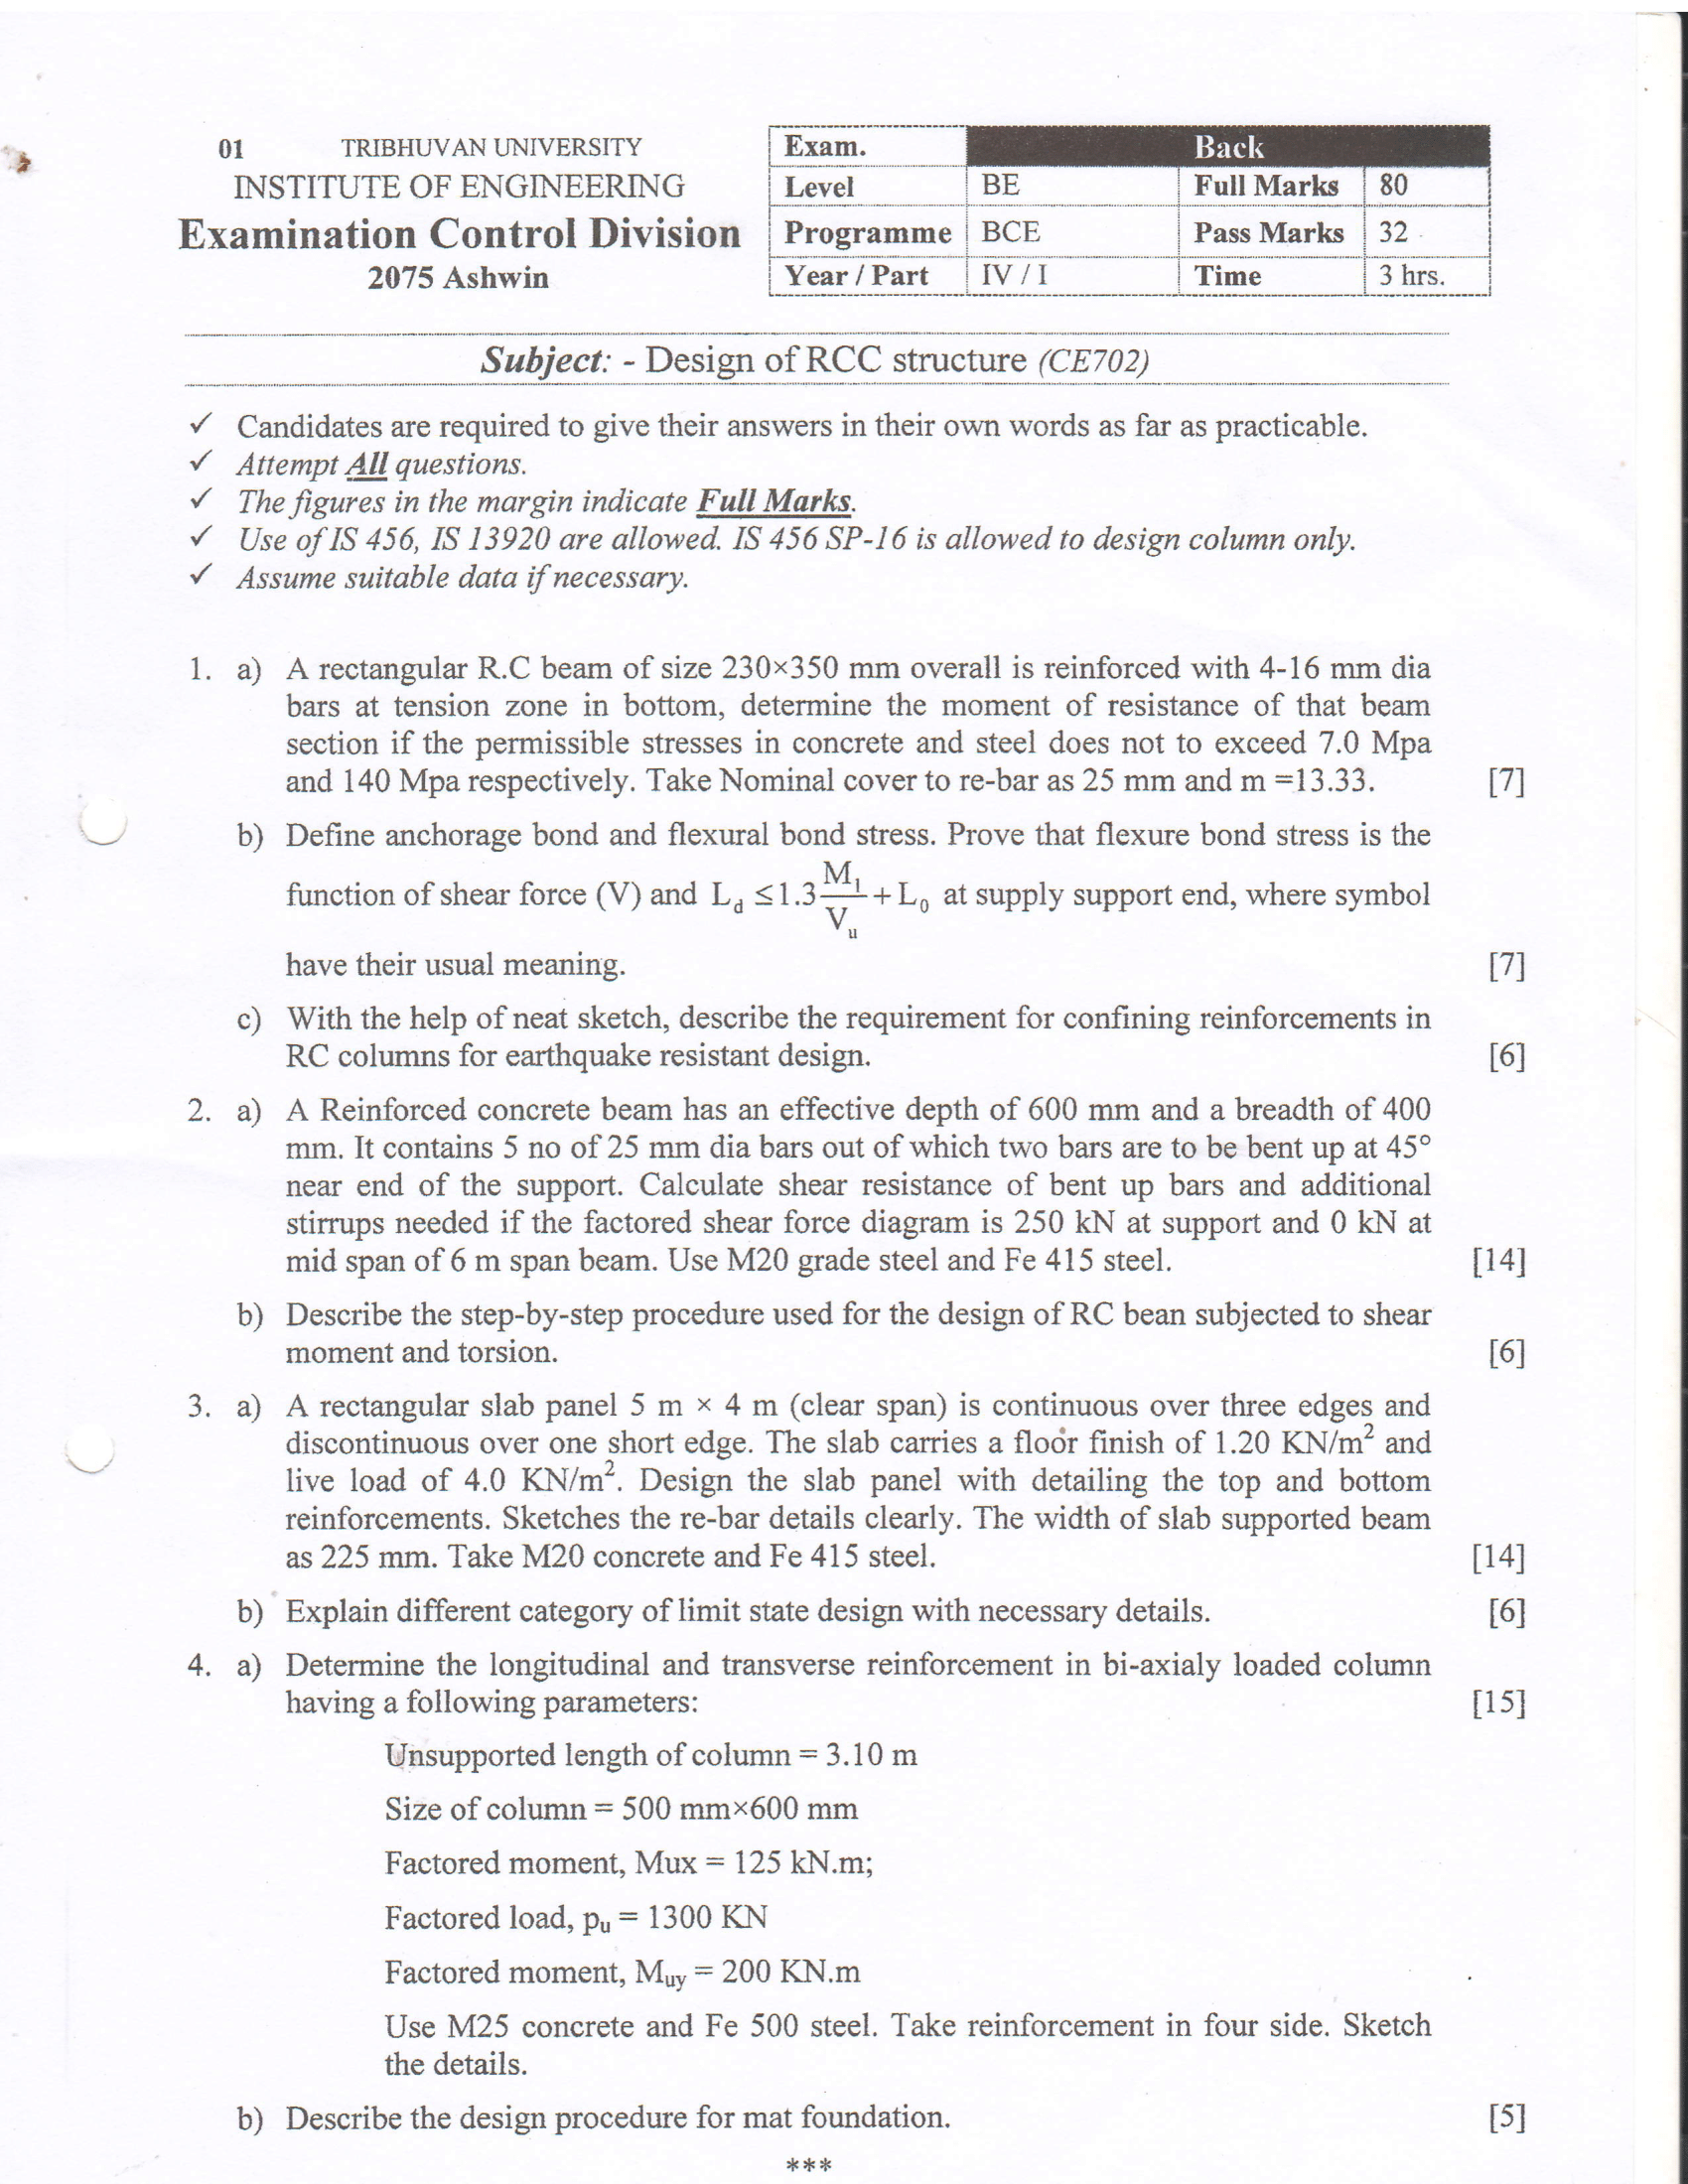 01 TRIBHUVAN UNIVERSITY
INSTITUTE OF ENGINEERING
Examination Control Division
2075 Ashwin
Exam. Back
Level BE Full Marks 80
Programme BCE Pass Marks 32
Year / Part IV / I Time 3 hrs.
Subject: - Design of RCC structure (CE702)
✓ Candidates are required to give their answers in their own words as far as practicable.
✓ Attempt All questions.
✓ The figures in the margin indicate Full Marks.
✓ Use of IS 456, IS 13920 are allowed. IS 456 SP-16 is allowed to design column only.
✓ Assume suitable data if necessary.
1. a) A rectangular R.C beam of size 230×350 mm overall is reinforced with 4-16 mm dia
bars at tension zone in bottom, determine the moment of resistance of that beam
section if the permissible stresses in concrete and steel does not to exceed 7.0 Mpa
and 140 Mpa respectively. Take Nominal cover to re-bar as 25 mm and m =13.33. [7]
b) Define anchorage bond and flexural bond stress. Prove that flexure bond stress is the
function of shear force (V) and L_d ≤ 1.3 M_1/V_u + L_0 at supply support end, where symbol
have their usual meaning. [7]
c) With the help of neat sketch, describe the requirement for confining reinforcements in
RC columns for earthquake resistant design. [6]
2. a) A Reinforced concrete beam has an effective depth of 600 mm and a breadth of 400
mm. It contains 5 no of 25 mm dia bars out of which two bars are to be bent up at 45°
near end of the support. Calculate shear resistance of bent up bars and additional
stirrups needed if the factored shear force diagram is 250 kN at support and 0 kN at
mid span of 6 m span beam. Use M20 grade steel and Fe 415 steel. [14]
b) Describe the step-by-step procedure used for the design of RC bean subjected to shear
moment and torsion. [6]
3. a) A rectangular slab panel 5 m × 4 m (clear span) is continuous over three edges and
discontinuous over one short edge. The slab carries a floor finish of 1.20 KN/m² and
live load of 4.0 KN/m². Design the slab panel with detailing the top and bottom
reinforcements. Sketches the re-bar details clearly. The width of slab supported beam
as 225 mm. Take M20 concrete and Fe 415 steel. [14]
b) Explain different category of limit state design with necessary details. [6]
4. a) Determine the longitudinal and transverse reinforcement in bi-axialy loaded column
having a following parameters: [15]
Unsupported length of column = 3.10 m
Size of column = 500 mm×600 mm
Factored moment, Mux = 125 kN.m;
Factored load, p_u = 1300 KN
Factored moment, M_uy = 200 KN.m
Use M25 concrete and Fe 500 steel. Take reinforcement in four side. Sketch
the details.
b) Describe the design procedure for mat foundation. [5]
***